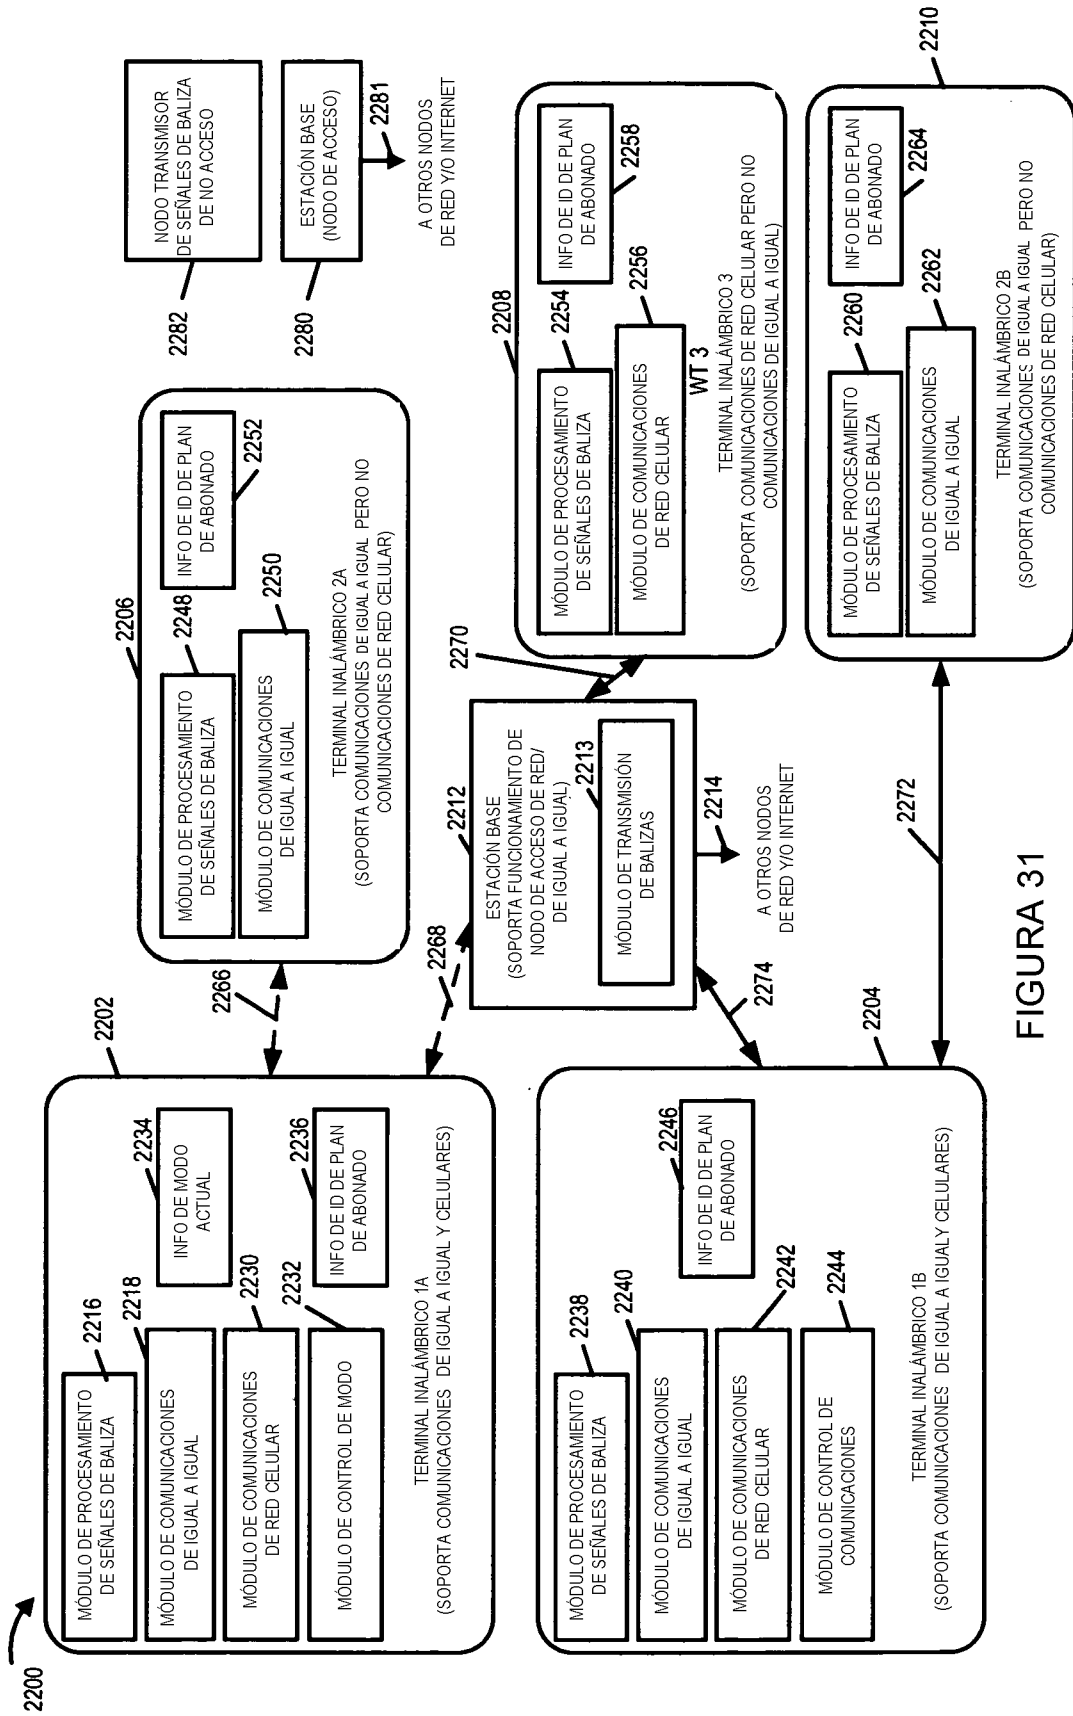 2200
2202
MÓDULO DE PROCESAMIENTO
DE SEÑALES DE BALIZA
2216
MÓDULO DE COMUNICACIONES
DE IGUAL A IGUAL
2218
MÓDULO DE COMUNICACIONES
DE RED CELULAR
2230
MÓDULO DE CONTROL DE MODO
2232
INFO DE MODO
ACTUAL
2234
INFO DE ID DE PLAN
DE ABONADO
2236
TERMINAL INALÁMBRICO 1A
(SOPORTA COMUNICACIONES DE IGUAL A IGUAL Y CELULARES)
2266
2206
MÓDULO DE PROCESAMIENTO
DE SEÑALES DE BALIZA
2248
INFO DE ID DE PLAN
DE ABONADO
2252
MÓDULO DE COMUNICACIONES
DE IGUAL A IGUAL
2250
TERMINAL INALÁMBRICO 2A
(SOPORTA COMUNICACIONES DE IGUAL A IGUAL PERO NO
COMUNICACIONES DE RED CELULAR)
2282
NODO TRANSMISOR
DE SEÑALES DE BALIZA
DE NO ACCESO
2280
ESTACIÓN BASE
(NODO DE ACCESO)
2281
A OTROS NODOS
DE RED Y/O INTERNET
2268
2212
ESTACIÓN BASE
(SOPORTA FUNCIONAMIENTO DE
NODO DE ACCESO DE RED/
DE IGUAL A IGUAL)
2213
MÓDULO DE TRANSMISIÓN
DE BALIZAS
2214
A OTROS NODOS
DE RED Y/O INTERNET
2270
2208
MÓDULO DE PROCESAMIENTO
DE SEÑALES DE BALIZA
2254
INFO DE ID DE PLAN
DE ABONADO
2258
MÓDULO DE COMUNICACIONES
DE RED CELULAR
2256
WT 3
TERMINAL INALÁMBRICO 3
(SOPORTA COMUNICACIONES DE RED CELULAR PERO NO
COMUNICACIONES DE IGUAL A IGUAL)
2274
2204
MÓDULO DE PROCESAMIENTO
DE SEÑALES DE BALIZA
2238
MÓDULO DE COMUNICACIONES
DE IGUAL A IGUAL
2240
MÓDULO DE COMUNICACIONES
DE RED CELULAR
2242
MÓDULO DE CONTROL DE
COMUNICACIONES
2244
INFO DE ID DE PLAN
DE ABONADO
2246
TERMINAL INALÁMBRICO 1B
(SOPORTA COMUNICACIONES DE IGUAL A IGUALY CELULARES)
2272
2210
MÓDULO DE PROCESAMIENTO
DE SEÑALES DE BALIZA
2260
INFO DE ID DE PLAN
DE ABONADO
2264
MÓDULO DE COMUNICACIONES
DE IGUAL A IGUAL
2262
TERMINAL INALÁMBRICO 2B
(SOPORTA COMUNICACIONES DE IGUAL A IGUAL PERO NO
COMUNICACIONES DE RED CELULAR)
FIGURA 31